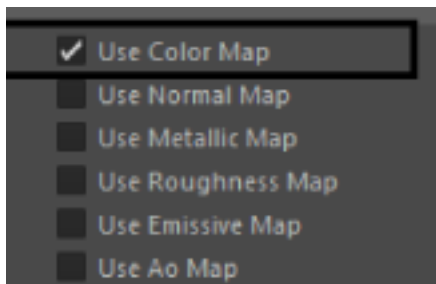 Use Color Map
Use Normal Map
Use Metallic Map
Use Roughness Map
Use Emissive Map
Use Ao Map